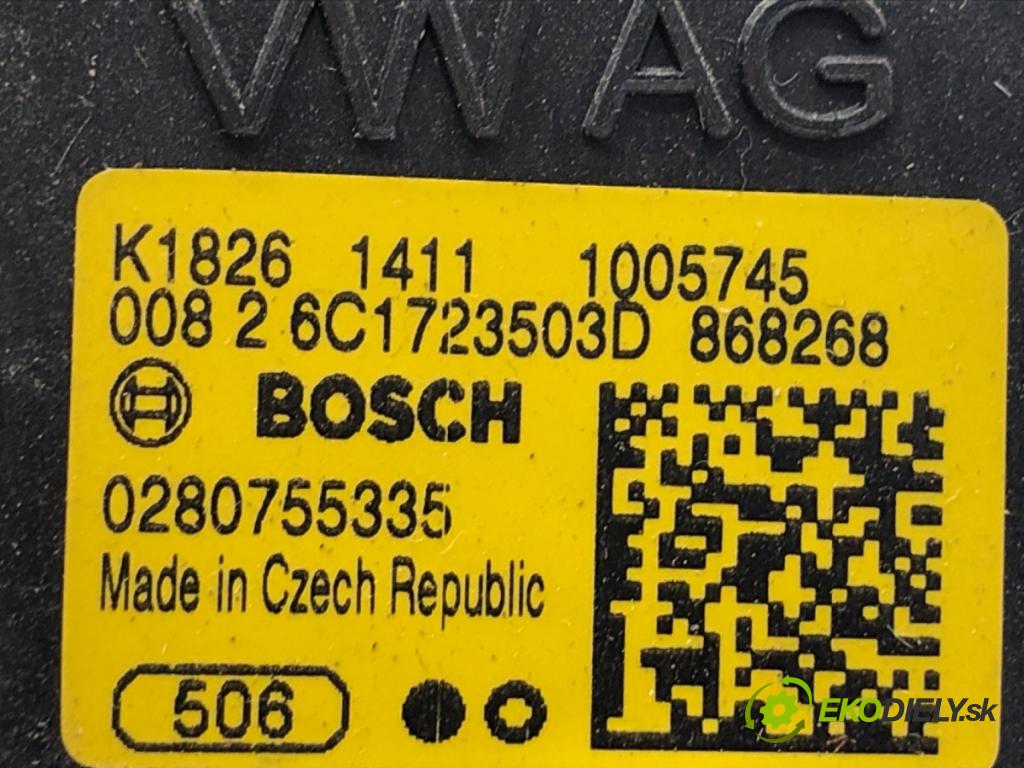 VW AG
K1826 1411 1005745
008 2 6C1723503D 868268
BOSCH
0280755335
Made in Czech Republic
506
EKODIELY.sk